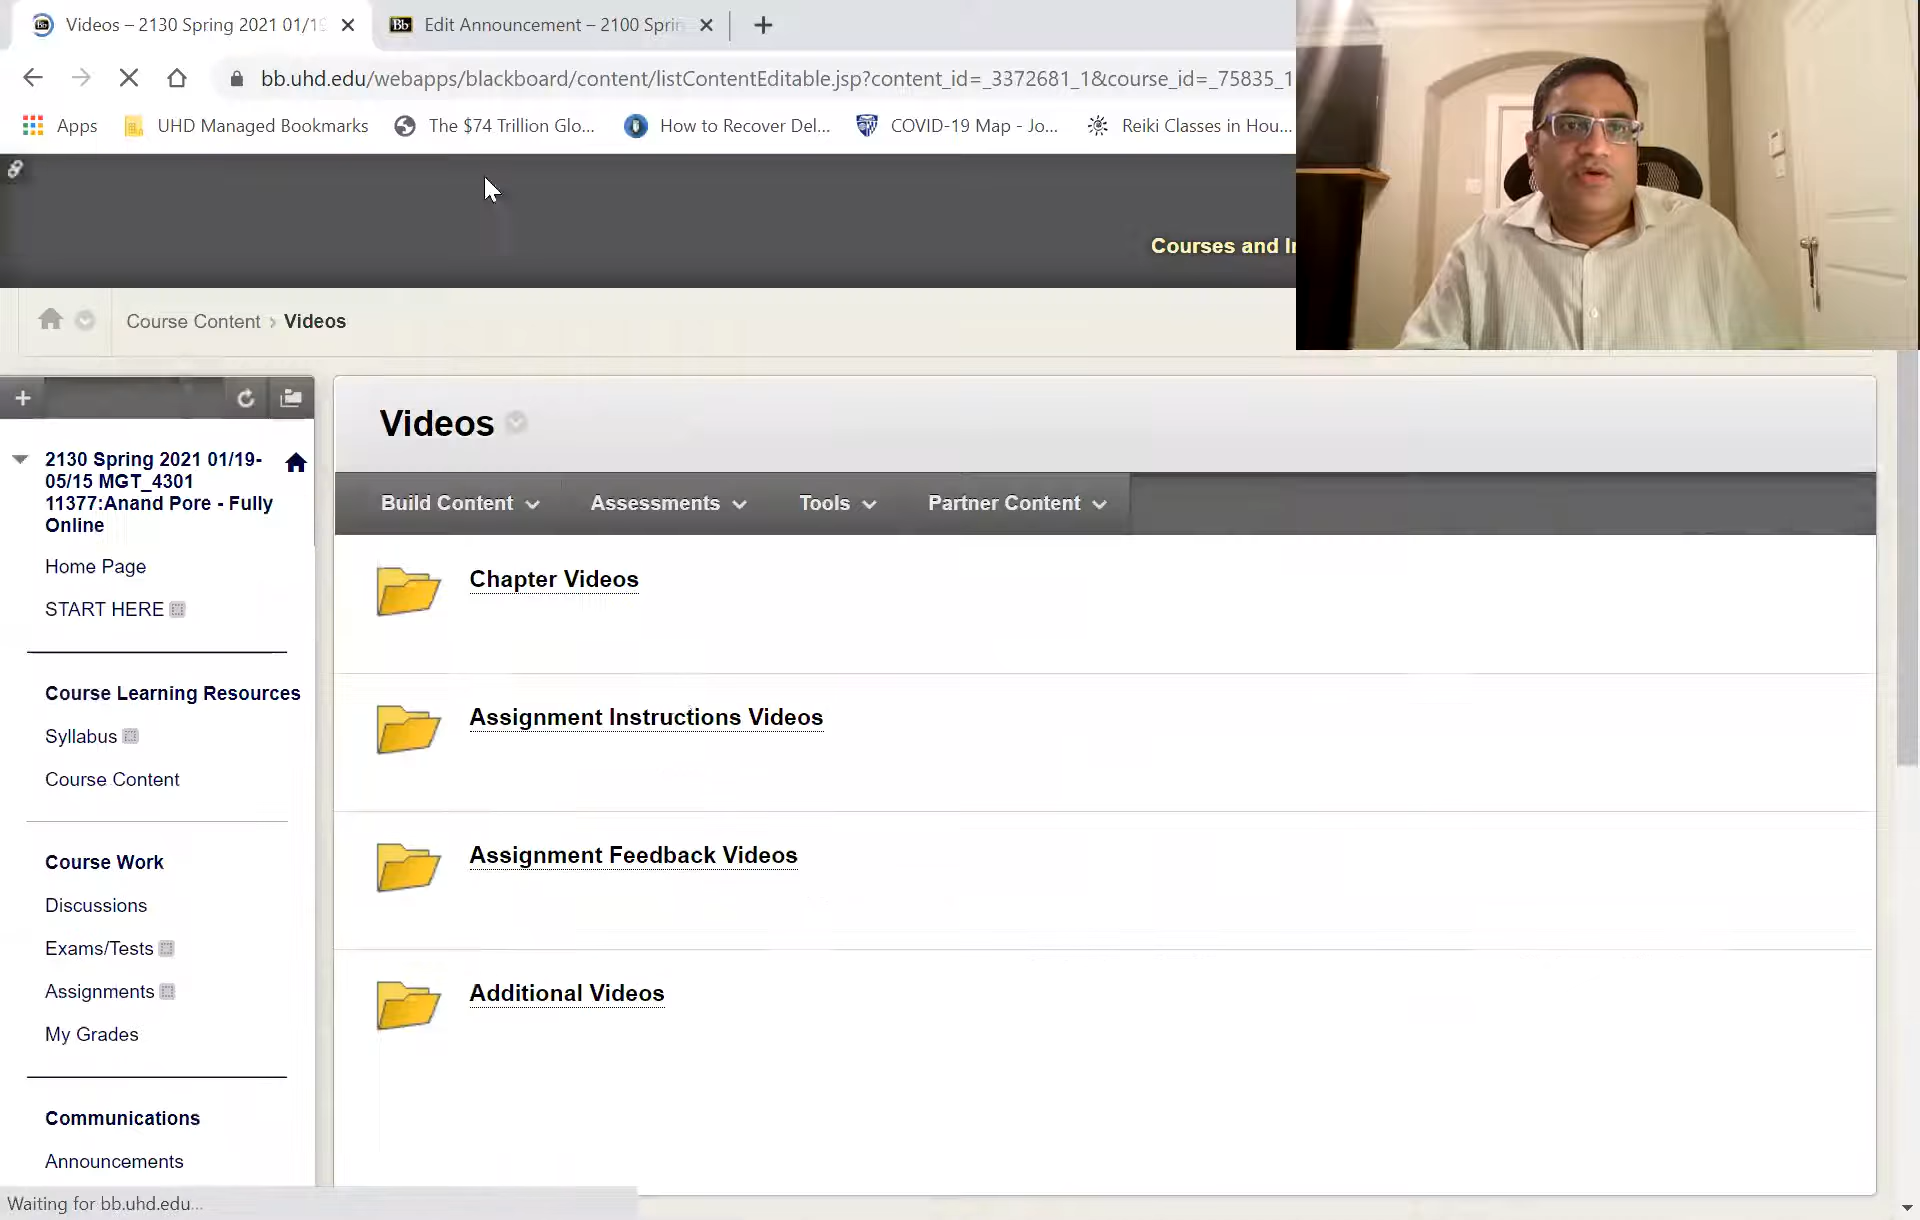 Videos – 2130 Spring 2021 01/19
Bb Edit Announcement – 2100 Sprin
bb.uhd.edu/webapps/blackboard/content/listContentEditable.jsp?content_id=_3372681_1&course_id=_75835_1
Apps UHD Managed Bookmarks The $74 Trillion Glo... How to Recover Del... COVID-19 Map - Jo... Reiki Classes in Hou...
Courses and
Course Content > Videos
2130 Spring 2021 01/19-
05/15 MGT_4301
11377:Anand Pore - Fully
Online
Home Page
START HERE
Course Learning Resources
Syllabus
Course Content
Course Work
Discussions
Exams/Tests
Assignments
My Grades
Communications
Announcements
Videos
Build Content Assessments Tools Partner Content
Chapter Videos
Assignment Instructions Videos
Assignment Feedback Videos
Additional Videos
Waiting for bb.uhd.edu...